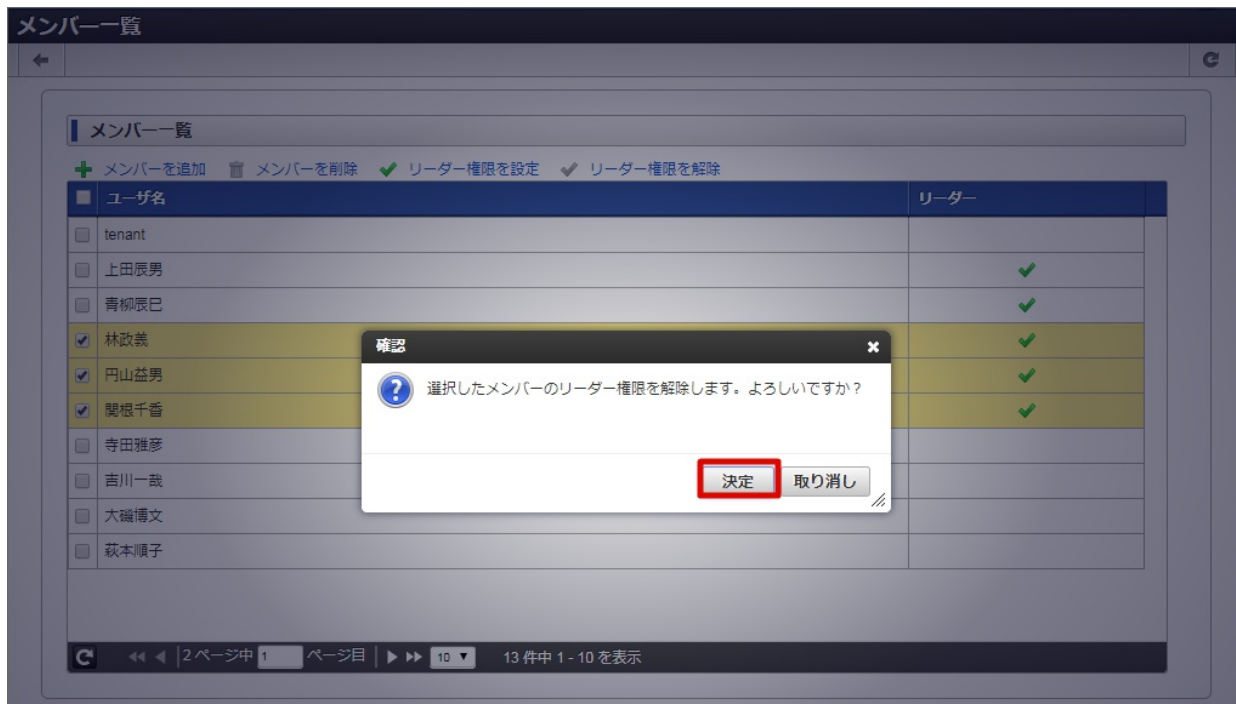 メンバー一覧
メンバー一覧
メンバーを追加 メンバーを削除 リーダー権限を設定 リーダー権限を解除
ユーザ名 リーダー
tenant
上田辰男
青柳辰巳
林政義
円山益男
関根千香
寺田雅彦
吉川一哉
大磯博文
萩本順子
確認
選択したメンバーのリーダー権限を解除します。よろしいですか?
決定 取り消し
2 ページ中 1 ページ目 10 13 件中 1 - 10 を表示